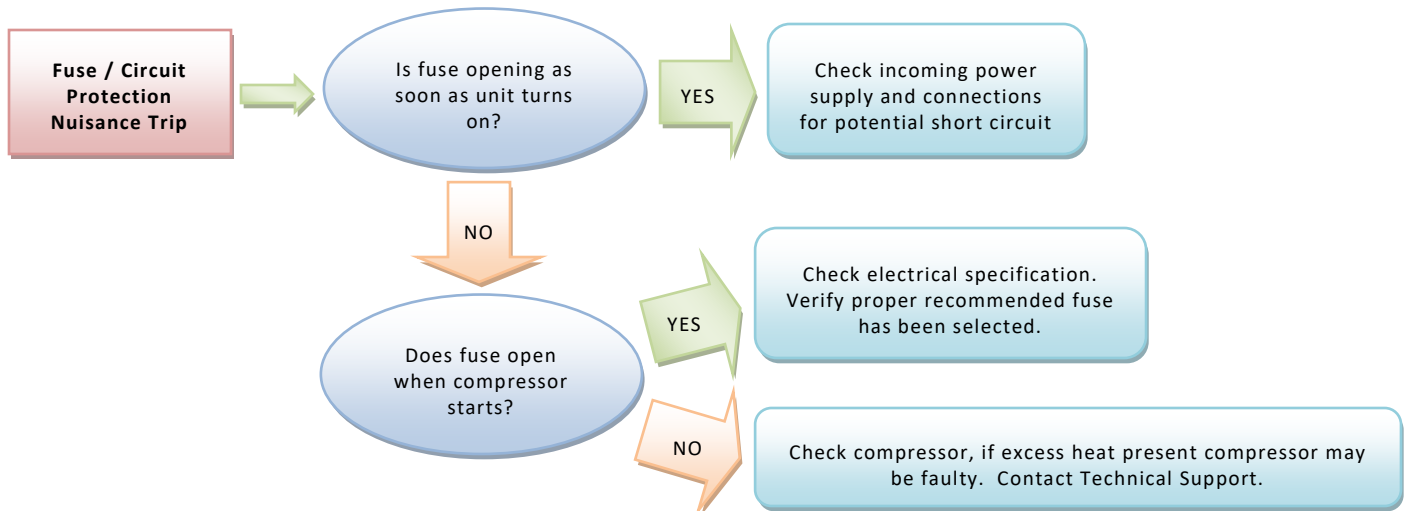 Fuse / Circuit
Protection
Nuisance Trip
Is fuse opening as
soon as unit turns
on?
YES
Check incoming power
supply and connections
for potential short circuit
NO
Does fuse open
when compressor
starts?
YES
Check electrical specification.
Verify proper recommended fuse
has been selected.
NO
Check compressor, if excess heat present compressor may
be faulty. Contact Technical Support.